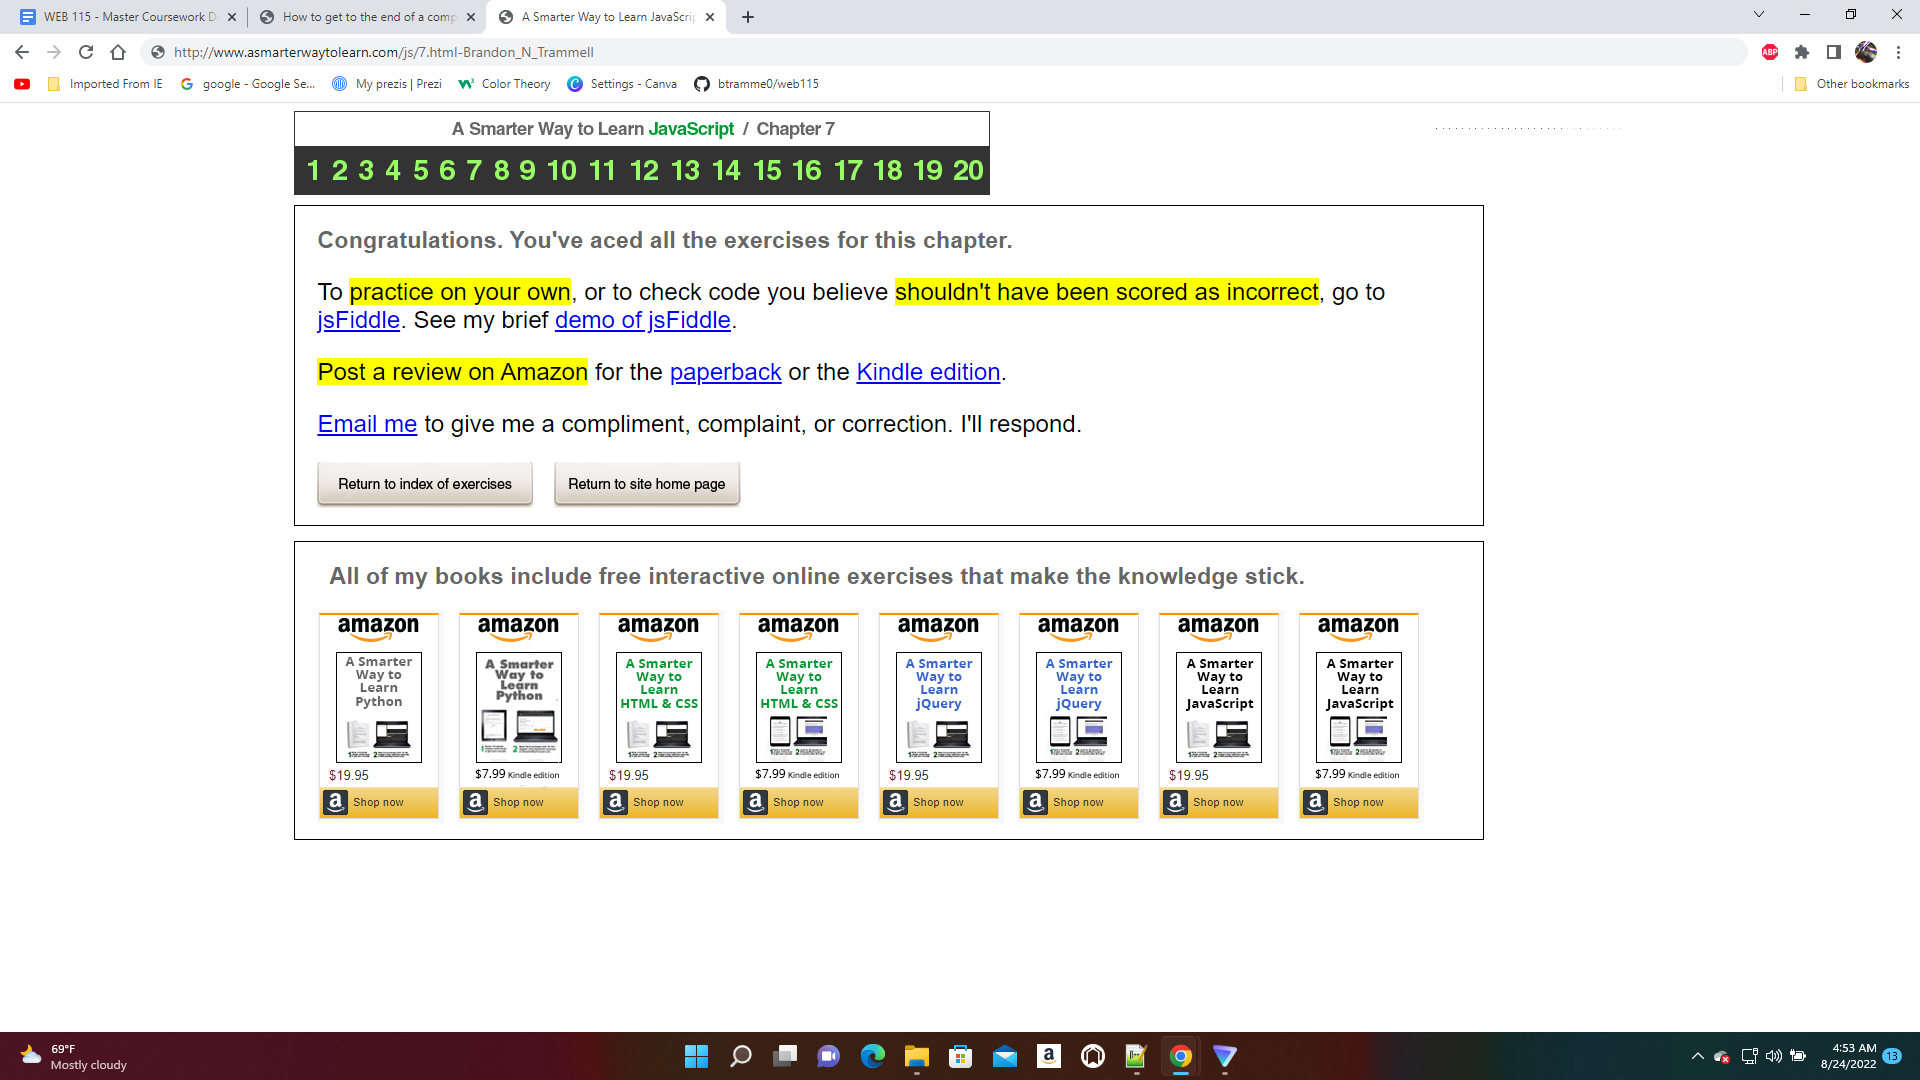 WEB 115 - Master Coursework D
How to get to the end of a comp
A Smarter Way to Learn JavaScrip
http://www.asmarterwaytolearn.com/js/7.html-Brandon_N_Trammell
ABP
Imported From IE
google - Google Se...
My prezis | Prezi
Color Theory
Settings - Canva
btramme0/web115
Other bookmarks
A Smarter Way to Learn JavaScript / Chapter 7
1 2 3 4 5 6 7 8 9 10 11 12 13 14 15 16 17 18 19 20
Congratulations. You've aced all the exercises for this chapter.
To practice on your own, or to check code you believe shouldn't have been scored as incorrect, go to
jsFiddle. See my brief demo of jsFiddle.
Post a review on Amazon for the paperback or the Kindle edition.
Email me to give me a compliment, complaint, or correction. I'll respond.
Return to index of exercises
Return to site home page
All of my books include free interactive online exercises that make the knowledge stick.
amazon
A Smarter
Way to
Learn
Python
$19.95
Shop now
amazon
A Smarter
Way to
Learn
Python
$7.99 Kindle edition
Shop now
amazon
A Smarter
Way to
Learn
HTML & CSS
$19.95
Shop now
amazon
A Smarter
Way to
Learn
HTML & CSS
$7.99 Kindle edition
Shop now
amazon
A Smarter
Way to
Learn
jQuery
$19.95
Shop now
amazon
A Smarter
Way to
Learn
jQuery
$7.99 Kindle edition
Shop now
amazon
A Smarter
Way to
Learn
JavaScript
$19.95
Shop now
amazon
A Smarter
Way to
Learn
JavaScript
$7.99 Kindle edition
Shop now
69°F
Mostly cloudy
4:53 AM
8/24/2022
13